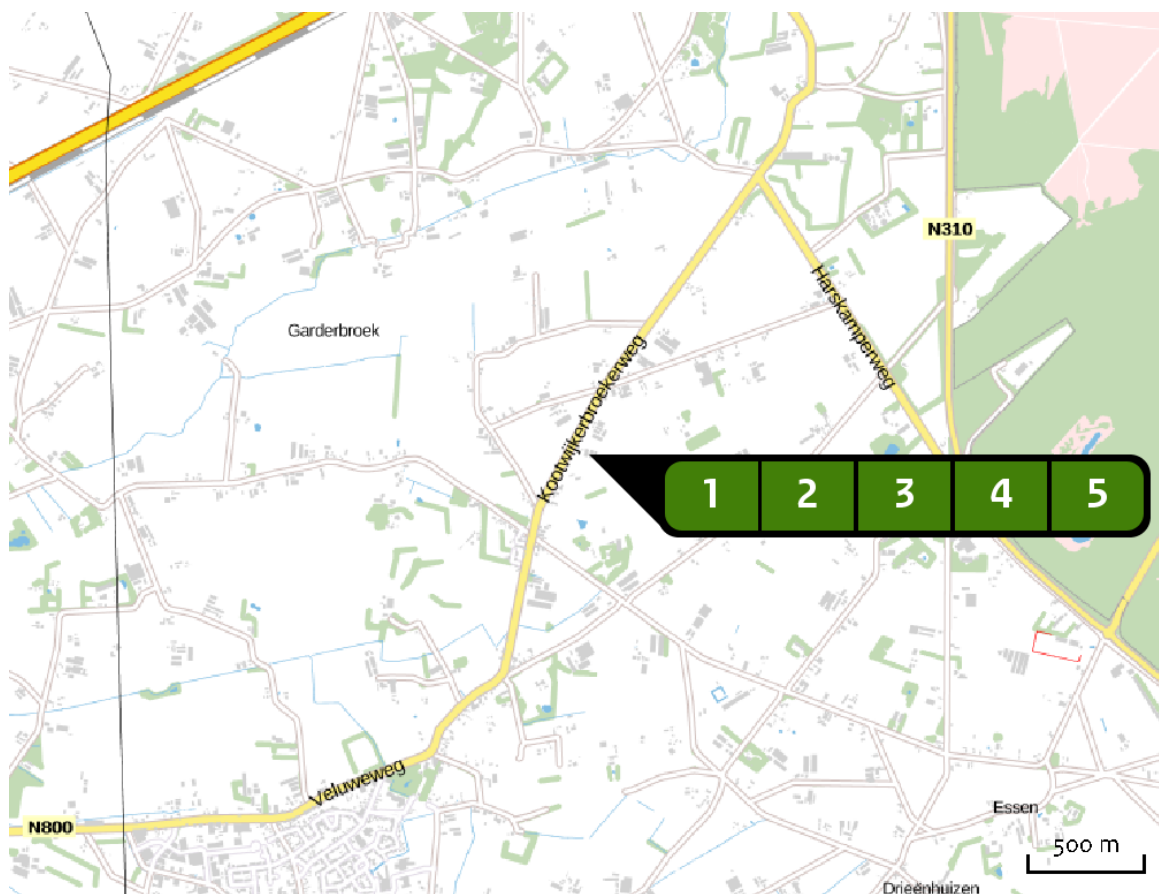 N310
Harskamperweg
Garderbroek
Kootwijkerbroekerweg
1 2 3 4 5
Veluweweg
N800
Essen
500 m
Drieënhuizen